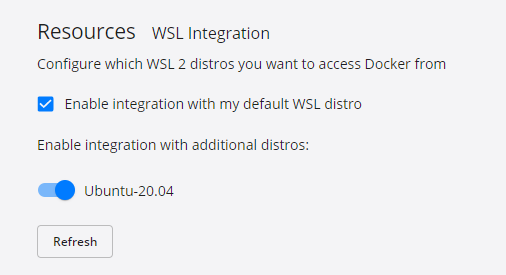 Resources WSL Integration
Configure which WSL 2 distros you want to access Docker from
Enable integration with my default WSL distro
Enable integration with additional distros:
Ubuntu-20.04
Refresh